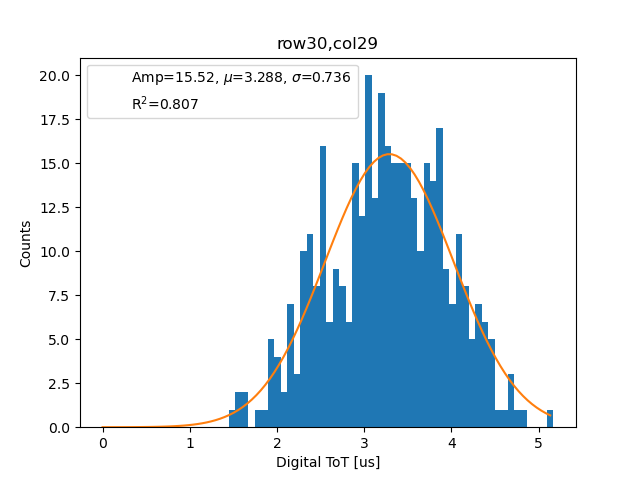 row30,col29
Amp=15.52, μ=3.288, σ=0.736
R²=0.807
20.0
17.5
15.0
12.5
10.0
7.5
5.0
2.5
0.0
Counts
0 1 2 3 4 5
Digital ToT [us]